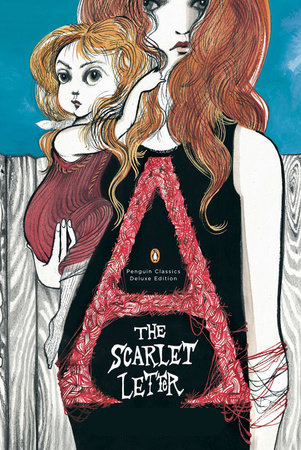 A
Penguin Classics
Deluxe Edition
THE
SCARLET
LETTER